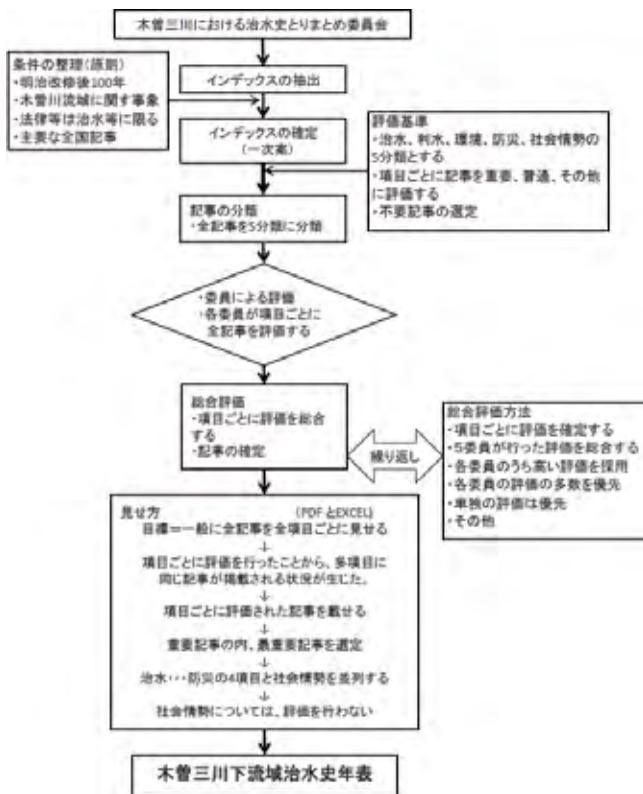 木曽三川における治水史とりまとめ委員会
条件の整理(原則)
・明治改修後100年
・木曽川流域に関す事象
・法律等は治水等に限る
・主要な全国記事
インデックスの抽出
インデックスの確定
(一次案)
評価基準
・治水、利水、環境、防災、社会情勢の
5分類とする
・項目ごとに記事を重要、普通、その他
に評価する
・不要記事の選定
記事の分類
・全記事を5分類に分類
・委員による評価
・各委員が項目ごとに
全記事を評価する
総合評価
・項目ごとに評価を総合
する
・記事の確定
繰り返し
総合評価方法
・項目ごとに評価を確定する
・5委員が行った評価を総合する
・各委員のうち高い評価を採用
・各委員の評価の多数を優先
・単独の評価は優先
・その他
見せ方 (PDFとEXCEL)
目標=一般に全記事を全項目ごとに見せる
↓
項目ごとに評価を行ったことから、多項目に
同じ記事が掲載される状況が生じた。
↓
項目ごとに評価された記事を載せる
↓
重要記事の内、最重要記事を選定
↓
治水・・・防災の4項目と社会情勢を並列する
↓
社会情勢については、評価を行わない
木曽三川下流域治水史年表